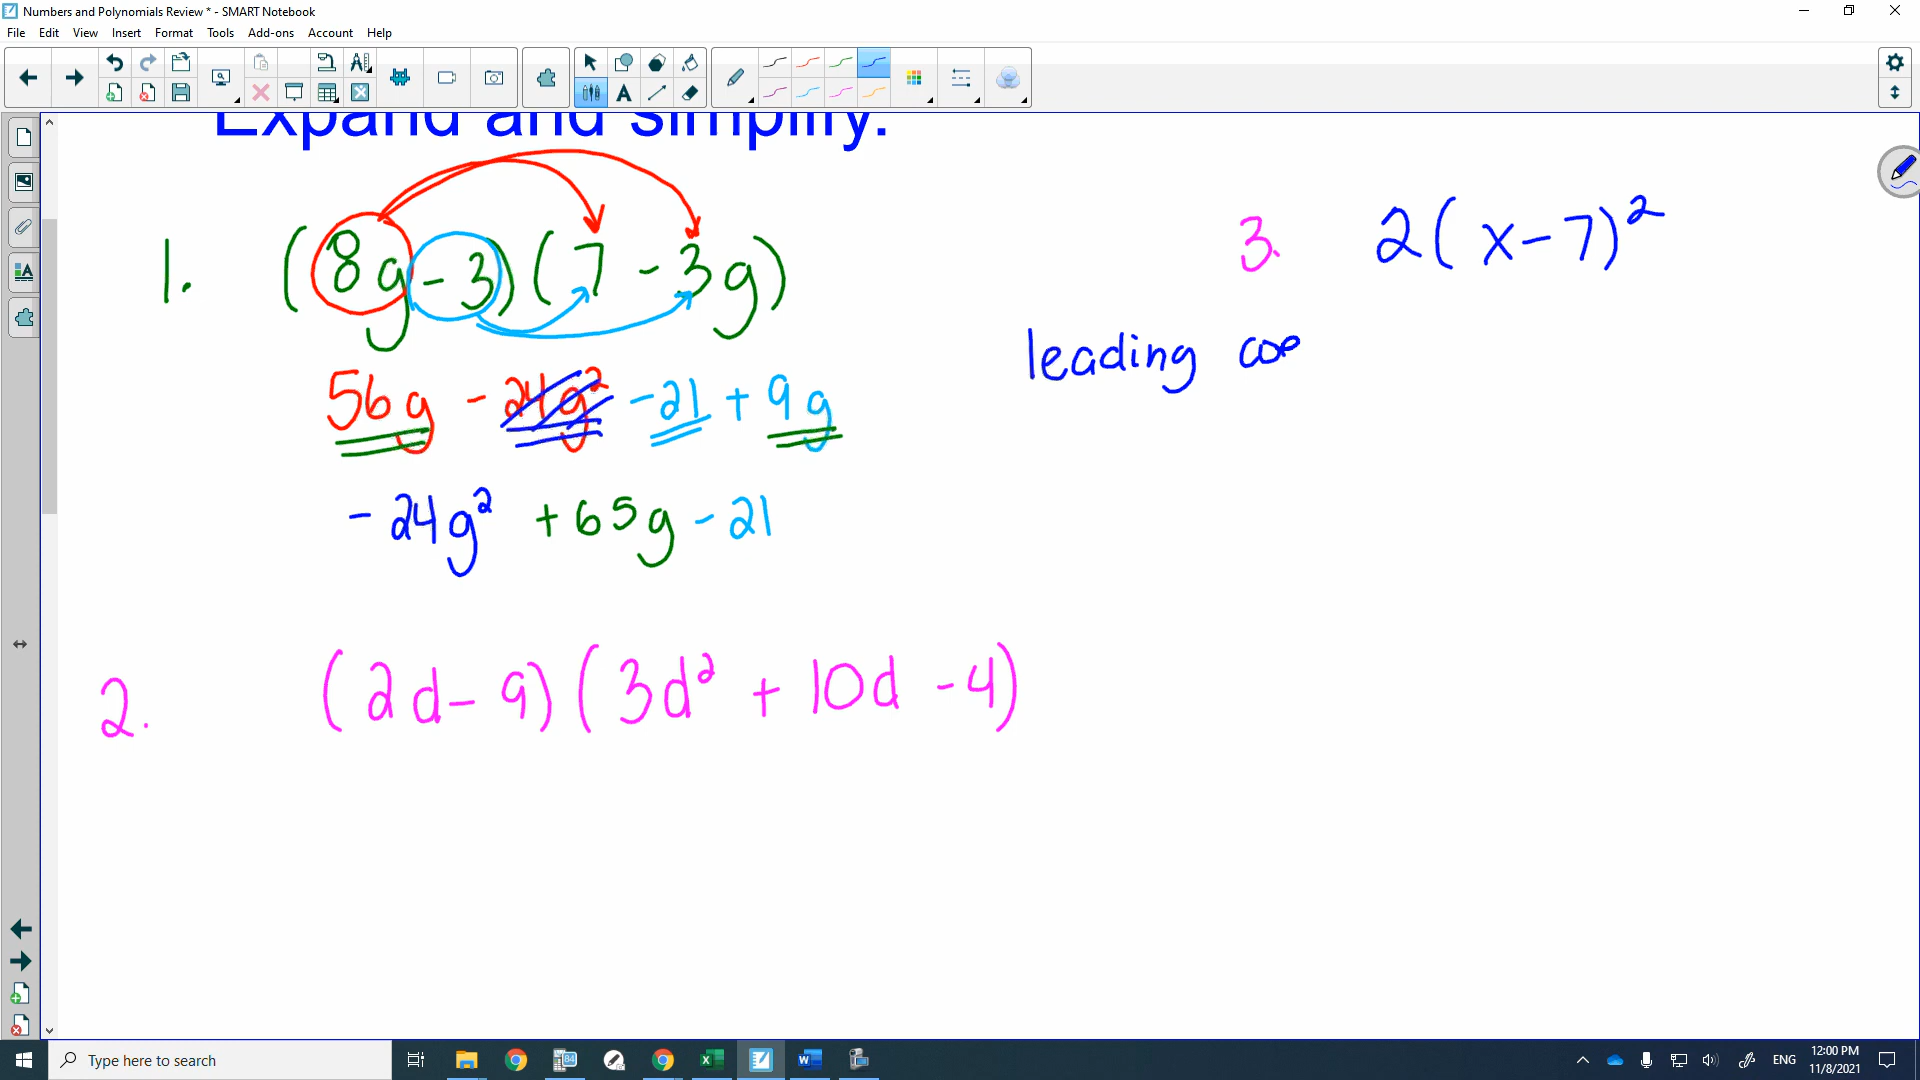 Numbers and Polynomials Review * - SMART Notebook
File Edit View Insert Format Tools Add-ons Account Help
Expand and simplify.
1. (8g - 3)(7 - 3g)
56g - 24g² - 21 + 9g
- 24g² + 65g - 21
2. (2d - 9)(3d² + 10d - 4)
3. 2(x - 7)²
leading coe
Type here to search
ENG
12:00 PM
11/8/2021